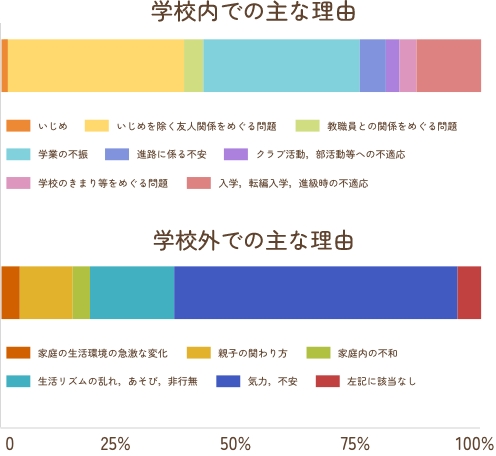 学校内での主な理由
いじめ いじめを除く友人関係をめぐる問題 教職員との関係をめぐる問題
学業の不振 進路に係る不安 クラブ活動，部活動等への不適応
学校のきまり等をめぐる問題 入学，転編入学，進級時の不適応
学校外での主な理由
家庭の生活環境の急激な変化 親子の関わり方 家庭内の不和
生活リズムの乱れ，あそび，非行無 気力，不安 左記に該当なし
0 25% 50% 75% 100%